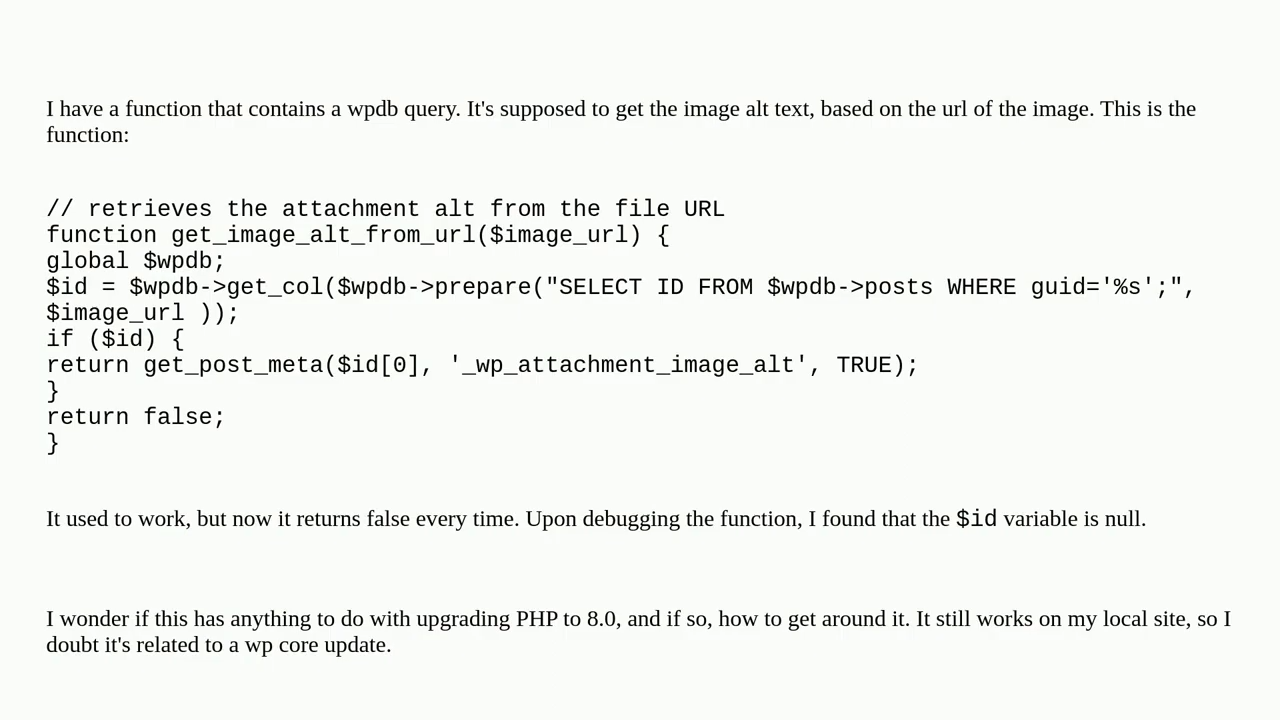 I have a function that contains a wpdb query. It's supposed to get the image alt text, based on the url of the image. This is the
function:
// retrieves the attachment alt from the file URL
function get_image_alt_from_url($image_url) {
global $wpdb;
$id = $wpdb->get_col($wpdb->prepare("SELECT ID FROM $wpdb->posts WHERE guid='%s';",
$image_url ));
if ($id) {
return get_post_meta($id[0], '_wp_attachment_image_alt', TRUE);
}
return false;
}
It used to work, but now it returns false every time. Upon debugging the function, I found that the $id variable is null.
I wonder if this has anything to do with upgrading PHP to 8.0, and if so, how to get around it. It still works on my local site, so I
doubt it's related to a wp core update.